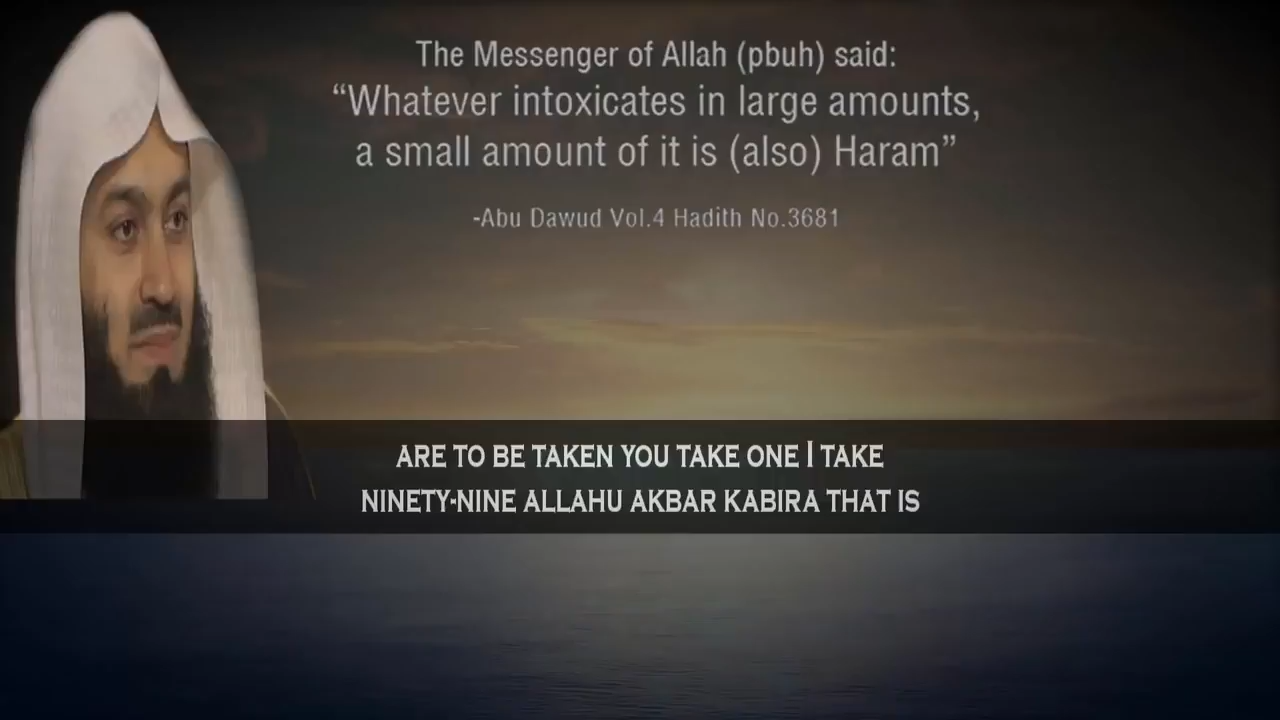 The Messenger of Allah (pbuh) said:
“Whatever intoxicates in large amounts,
a small amount of it is (also) Haram”
-Abu Dawud Vol.4 Hadith No.3681
ARE TO BE TAKEN YOU TAKE ONE I TAKE
NINETY-NINE ALLAHU AKBAR KABIRA THAT IS